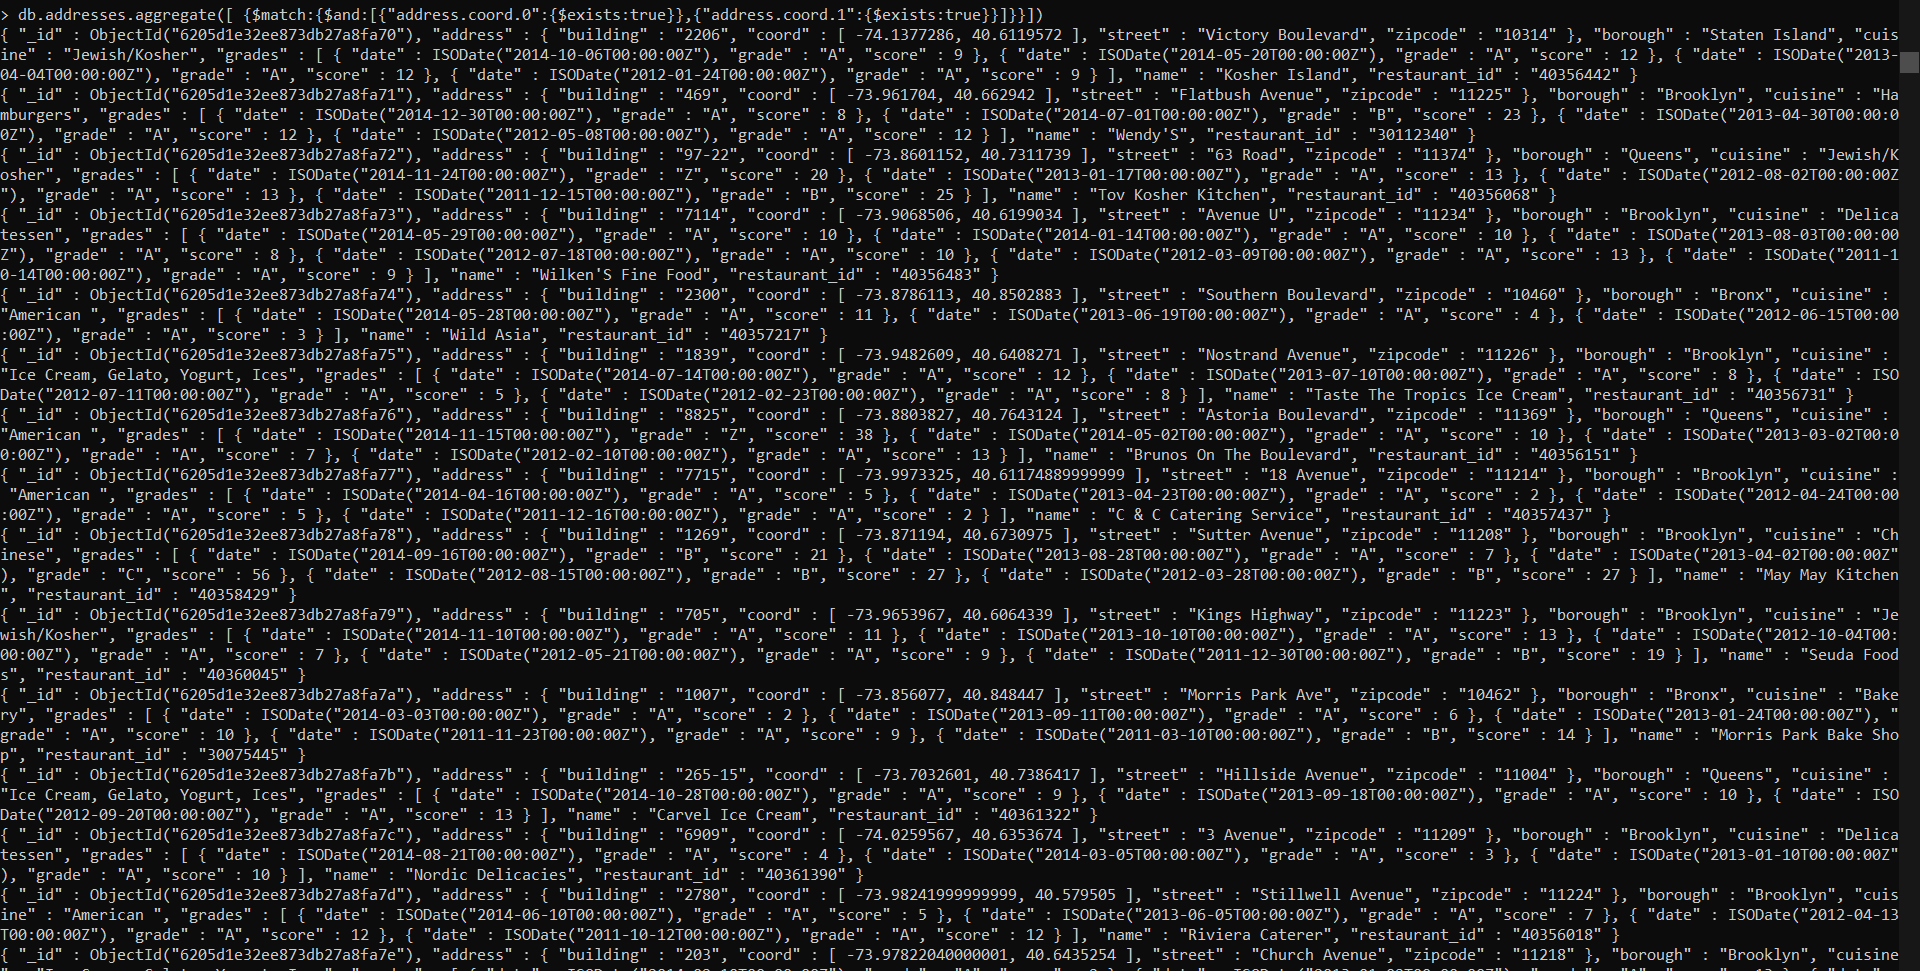 > db.addresses.aggregate([ {$match:{$and:[{"address.coord.0":{$exists:true}},{"address.coord.1":{$exists:true}}]}}])
{ "_id" : ObjectId("6205d1e32ee873db27a8fa70"), "address" : { "building" : "2206", "coord" : [ -74.1377286, 40.6119572 ], "street" : "Victory Boulevard", "zipcode" : "10314" }, "borough" : "Staten Island", "cuis
ine" : "Jewish/Kosher", "grades" : [ { "date" : ISODate("2014-10-06T00:00:00Z"), "grade" : "A", "score" : 9 }, { "date" : ISODate("2014-05-20T00:00:00Z"), "grade" : "A", "score" : 12 }, { "date" : ISODate("2013-
04-04T00:00:00Z"), "grade" : "A", "score" : 12 }, { "date" : ISODate("2012-01-24T00:00:00Z"), "grade" : "A", "score" : 9 } ], "name" : "Kosher Island", "restaurant_id" : "40356442" }
{ "_id" : ObjectId("6205d1e32ee873db27a8fa71"), "address" : { "building" : "469", "coord" : [ -73.961704, 40.662942 ], "street" : "Flatbush Avenue", "zipcode" : "11225" }, "borough" : "Brooklyn", "cuisine" : "Ha
mburgers", "grades" : [ { "date" : ISODate("2014-12-30T00:00:00Z"), "grade" : "A", "score" : 8 }, { "date" : ISODate("2014-07-01T00:00:00Z"), "grade" : "B", "score" : 23 }, { "date" : ISODate("2013-04-30T00:00:0
0Z"), "grade" : "A", "score" : 12 }, { "date" : ISODate("2012-05-08T00:00:00Z"), "grade" : "A", "score" : 12 } ], "name" : "Wendy'S", "restaurant_id" : "30112340" }
{ "_id" : ObjectId("6205d1e32ee873db27a8fa72"), "address" : { "building" : "97-22", "coord" : [ -73.8601152, 40.7311739 ], "street" : "63 Road", "zipcode" : "11374" }, "borough" : "Queens", "cuisine" : "Jewish/K
osher", "grades" : [ { "date" : ISODate("2014-11-24T00:00:00Z"), "grade" : "Z", "score" : 20 }, { "date" : ISODate("2013-01-17T00:00:00Z"), "grade" : "A", "score" : 13 }, { "date" : ISODate("2012-08-02T00:00:00Z
"), "grade" : "A", "score" : 13 }, { "date" : ISODate("2011-12-15T00:00:00Z"), "grade" : "B", "score" : 25 } ], "name" : "Tov Kosher Kitchen", "restaurant_id" : "40356068" }
{ "_id" : ObjectId("6205d1e32ee873db27a8fa73"), "address" : { "building" : "7114", "coord" : [ -73.9068506, 40.6199034 ], "street" : "Avenue U", "zipcode" : "11234" }, "borough" : "Brooklyn", "cuisine" : "Delica
tessen", "grades" : [ { "date" : ISODate("2014-05-29T00:00:00Z"), "grade" : "A", "score" : 10 }, { "date" : ISODate("2014-01-14T00:00:00Z"), "grade" : "A", "score" : 10 }, { "date" : ISODate("2013-08-03T00:00:00
Z"), "grade" : "A", "score" : 8 }, { "date" : ISODate("2012-07-18T00:00:00Z"), "grade" : "A", "score" : 10 }, { "date" : ISODate("2012-03-09T00:00:00Z"), "grade" : "A", "score" : 13 }, { "date" : ISODate("2011-1
0-14T00:00:00Z"), "grade" : "A", "score" : 9 } ], "name" : "Wilken'S Fine Food", "restaurant_id" : "40356483" }
{ "_id" : ObjectId("6205d1e32ee873db27a8fa74"), "address" : { "building" : "2300", "coord" : [ -73.8786113, 40.8502883 ], "street" : "Southern Boulevard", "zipcode" : "10460" }, "borough" : "Bronx", "cuisine" :
"American ", "grades" : [ { "date" : ISODate("2014-05-28T00:00:00Z"), "grade" : "A", "score" : 11 }, { "date" : ISODate("2013-06-19T00:00:00Z"), "grade" : "A", "score" : 4 }, { "date" : ISODate("2012-06-15T00:00
:00Z"), "grade" : "A", "score" : 3 } ], "name" : "Wild Asia", "restaurant_id" : "40357217" }
{ "_id" : ObjectId("6205d1e32ee873db27a8fa75"), "address" : { "building" : "1839", "coord" : [ -73.9482609, 40.6408271 ], "street" : "Nostrand Avenue", "zipcode" : "11226" }, "borough" : "Brooklyn", "cuisine" :
"Ice Cream, Gelato, Yogurt, Ices", "grades" : [ { "date" : ISODate("2014-07-14T00:00:00Z"), "grade" : "A", "score" : 12 }, { "date" : ISODate("2013-07-10T00:00:00Z"), "grade" : "A", "score" : 8 }, { "date" : ISO
Date("2012-07-11T00:00:00Z"), "grade" : "A", "score" : 5 }, { "date" : ISODate("2012-02-23T00:00:00Z"), "grade" : "A", "score" : 8 } ], "name" : "Taste The Tropics Ice Cream", "restaurant_id" : "40356731" }
{ "_id" : ObjectId("6205d1e32ee873db27a8fa76"), "address" : { "building" : "8825", "coord" : [ -73.8803827, 40.7643124 ], "street" : "Astoria Boulevard", "zipcode" : "11369" }, "borough" : "Queens", "cuisine" :
"American ", "grades" : [ { "date" : ISODate("2014-11-15T00:00:00Z"), "grade" : "Z", "score" : 38 }, { "date" : ISODate("2014-05-02T00:00:00Z"), "grade" : "A", "score" : 10 }, { "date" : ISODate("2013-03-02T00:0
0:00Z"), "grade" : "A", "score" : 7 }, { "date" : ISODate("2012-02-10T00:00:00Z"), "grade" : "A", "score" : 13 } ], "name" : "Brunos On The Boulevard", "restaurant_id" : "40356151" }
{ "_id" : ObjectId("6205d1e32ee873db27a8fa77"), "address" : { "building" : "7715", "coord" : [ -73.9973325, 40.61174889999999 ], "street" : "18 Avenue", "zipcode" : "11214" }, "borough" : "Brooklyn", "cuisine" :
 "American ", "grades" : [ { "date" : ISODate("2014-04-16T00:00:00Z"), "grade" : "A", "score" : 5 }, { "date" : ISODate("2013-04-23T00:00:00Z"), "grade" : "A", "score" : 2 }, { "date" : ISODate("2012-04-24T00:00
:00Z"), "grade" : "A", "score" : 5 }, { "date" : ISODate("2011-12-16T00:00:00Z"), "grade" : "A", "score" : 2 } ], "name" : "C & C Catering Service", "restaurant_id" : "40357437" }
{ "_id" : ObjectId("6205d1e32ee873db27a8fa78"), "address" : { "building" : "1269", "coord" : [ -73.871194, 40.6730975 ], "street" : "Sutter Avenue", "zipcode" : "11208" }, "borough" : "Brooklyn", "cuisine" : "Ch
inese", "grades" : [ { "date" : ISODate("2014-09-16T00:00:00Z"), "grade" : "B", "score" : 21 }, { "date" : ISODate("2013-08-28T00:00:00Z"), "grade" : "A", "score" : 7 }, { "date" : ISODate("2013-04-02T00:00:00Z"
), "grade" : "C", "score" : 56 }, { "date" : ISODate("2012-08-15T00:00:00Z"), "grade" : "B", "score" : 27 }, { "date" : ISODate("2012-03-28T00:00:00Z"), "grade" : "B", "score" : 27 } ], "name" : "May May Kitchen
", "restaurant_id" : "40358429" }
{ "_id" : ObjectId("6205d1e32ee873db27a8fa79"), "address" : { "building" : "705", "coord" : [ -73.9653967, 40.6064339 ], "street" : "Kings Highway", "zipcode" : "11223" }, "borough" : "Brooklyn", "cuisine" : "Je
wish/Kosher", "grades" : [ { "date" : ISODate("2014-11-10T00:00:00Z"), "grade" : "A", "score" : 11 }, { "date" : ISODate("2013-10-10T00:00:00Z"), "grade" : "A", "score" : 13 }, { "date" : ISODate("2012-10-04T00:
00:00Z"), "grade" : "A", "score" : 7 }, { "date" : ISODate("2012-05-21T00:00:00Z"), "grade" : "A", "score" : 9 }, { "date" : ISODate("2011-12-30T00:00:00Z"), "grade" : "B", "score" : 19 } ], "name" : "Seuda Food
s", "restaurant_id" : "40360045" }
{ "_id" : ObjectId("6205d1e32ee873db27a8fa7a"), "address" : { "building" : "1007", "coord" : [ -73.856077, 40.848447 ], "street" : "Morris Park Ave", "zipcode" : "10462" }, "borough" : "Bronx", "cuisine" : "Bake
ry", "grades" : [ { "date" : ISODate("2014-03-03T00:00:00Z"), "grade" : "A", "score" : 2 }, { "date" : ISODate("2013-09-11T00:00:00Z"), "grade" : "A", "score" : 6 }, { "date" : ISODate("2013-01-24T00:00:00Z"), "
grade" : "A", "score" : 10 }, { "date" : ISODate("2011-11-23T00:00:00Z"), "grade" : "A", "score" : 9 }, { "date" : ISODate("2011-03-10T00:00:00Z"), "grade" : "B", "score" : 14 } ], "name" : "Morris Park Bake Sho
p", "restaurant_id" : "30075445" }
{ "_id" : ObjectId("6205d1e32ee873db27a8fa7b"), "address" : { "building" : "265-15", "coord" : [ -73.7032601, 40.7386417 ], "street" : "Hillside Avenue", "zipcode" : "11004" }, "borough" : "Queens", "cuisine" :
"Ice Cream, Gelato, Yogurt, Ices", "grades" : [ { "date" : ISODate("2014-10-28T00:00:00Z"), "grade" : "A", "score" : 9 }, { "date" : ISODate("2013-09-18T00:00:00Z"), "grade" : "A", "score" : 10 }, { "date" : ISO
Date("2012-09-20T00:00:00Z"), "grade" : "A", "score" : 13 } ], "name" : "Carvel Ice Cream", "restaurant_id" : "40361322" }
{ "_id" : ObjectId("6205d1e32ee873db27a8fa7c"), "address" : { "building" : "6909", "coord" : [ -74.0259567, 40.6353674 ], "street" : "3 Avenue", "zipcode" : "11209" }, "borough" : "Brooklyn", "cuisine" : "Delica
tessen", "grades" : [ { "date" : ISODate("2014-08-21T00:00:00Z"), "grade" : "A", "score" : 4 }, { "date" : ISODate("2014-03-05T00:00:00Z"), "grade" : "A", "score" : 3 }, { "date" : ISODate("2013-01-10T00:00:00Z"
), "grade" : "A", "score" : 10 } ], "name" : "Nordic Delicacies", "restaurant_id" : "40361390" }
{ "_id" : ObjectId("6205d1e32ee873db27a8fa7d"), "address" : { "building" : "2780", "coord" : [ -73.98241999999999, 40.579505 ], "street" : "Stillwell Avenue", "zipcode" : "11224" }, "borough" : "Brooklyn", "cuis
ine" : "American ", "grades" : [ { "date" : ISODate("2014-06-10T00:00:00Z"), "grade" : "A", "score" : 5 }, { "date" : ISODate("2013-06-05T00:00:00Z"), "grade" : "A", "score" : 7 }, { "date" : ISODate("2012-04-13
T00:00:00Z"), "grade" : "A", "score" : 12 }, { "date" : ISODate("2011-10-12T00:00:00Z"), "grade" : "A", "score" : 12 } ], "name" : "Riviera Caterer", "restaurant_id" : "40356018" }
{ "_id" : ObjectId("6205d1e32ee873db27a8fa7e"), "address" : { "building" : "203", "coord" : [ -73.97822040000001, 40.6435254 ], "street" : "Church Avenue", "zipcode" : "11218" }, "borough" : "Brooklyn", "cuisine